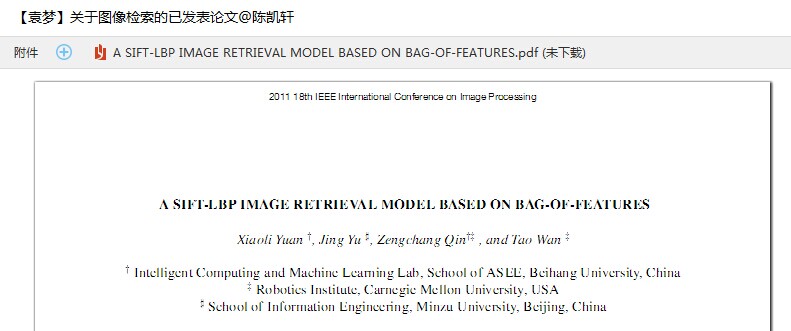 【袁梦】关于图像检索的已发表论文@陈凯轩
附件 A SIFT-LBP IMAGE RETRIEVAL MODEL BASED ON BAG-OF-FEATURES.pdf (未下载)
2011 18th IEEE International Conference on Image Processing
A SIFT-LBP IMAGE RETRIEVAL MODEL BASED ON BAG-OF-FEATURES
Xiaoli Yuan †, Jing Yu ♯, Zengchang Qin†‡, and Tao Wan ‡
† Intelligent Computing and Machine Learning Lab, School of ASEE, Beihang University, China
‡ Robotics Institute, Carnegie Mellon University, USA
♯ School of Information Engineering, Minzu University, Beijing, China